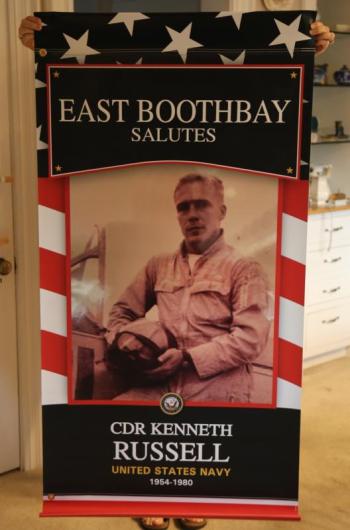 EAST BOOTHBAY
SALUTES
CDR KENNETH
RUSSELL
UNITED STATES NAVY
1954-1980